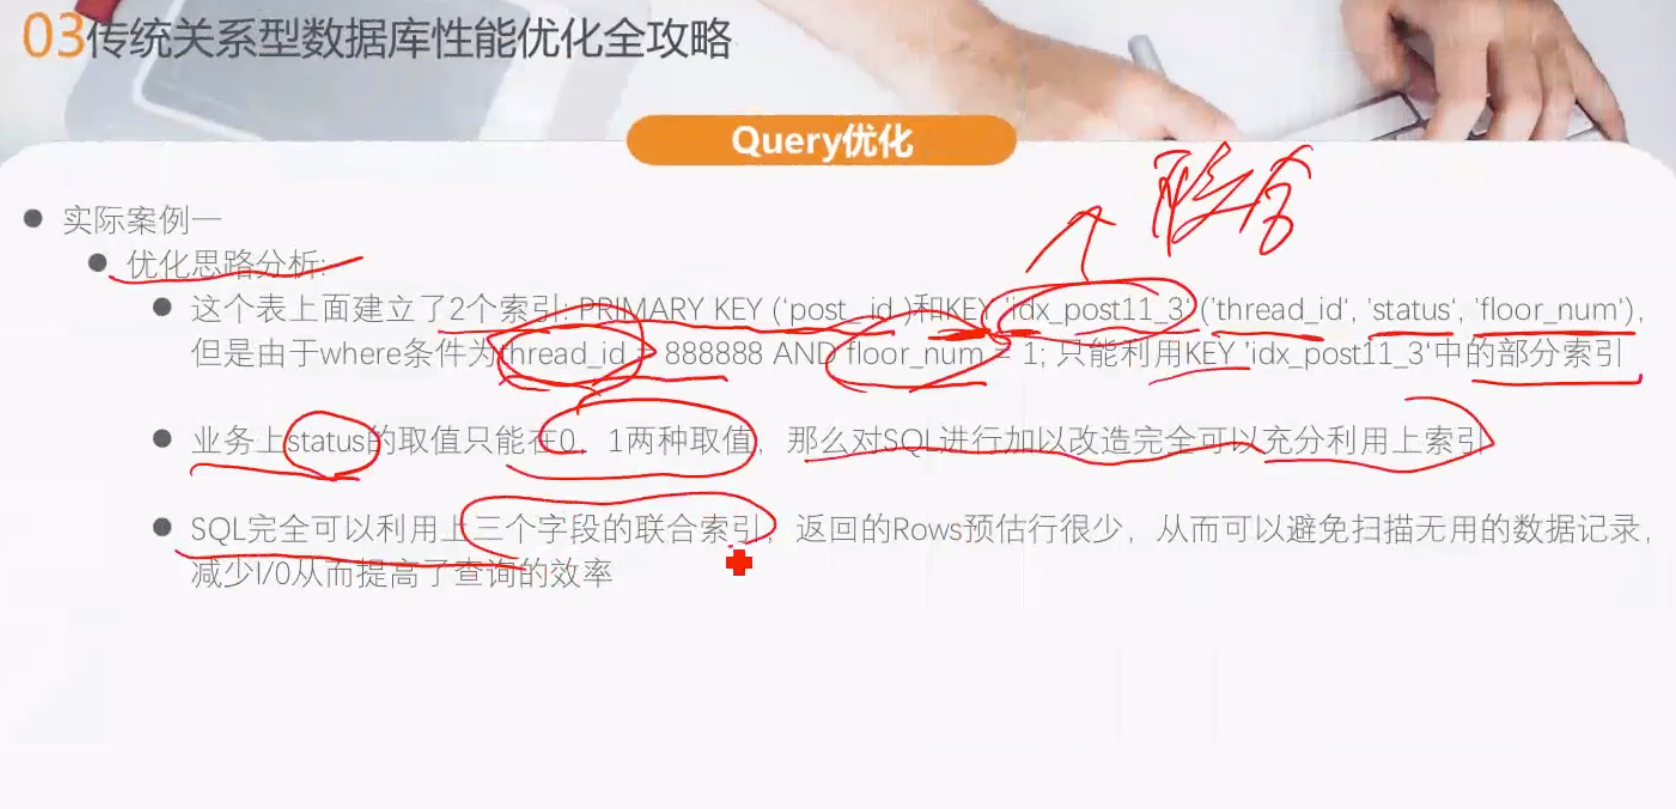 03传统关系型数据库性能优化全攻略
Query优化
联合
实际案例一
优化思路分析:
这个表上面建立了2个索引: PRIMARY KEY (‘post_id )和KEY 'idx_post11_3‘ ('thread_id‘, 'status‘, 'floor_num‘),
但是由于where条件为thread_id = 888888 AND floor_num = 1; 只能利用KEY 'idx_post11_3‘中的部分索引
业务上status的取值只能在0，1两种取值，那么对SQL进行加以改造完全可以充分利用上索引
SQL完全可以利用上三个字段的联合索引，返回的Rows预估行很少，从而可以避免扫描无用的数据记录，
减少I/0从而提高了查询的效率